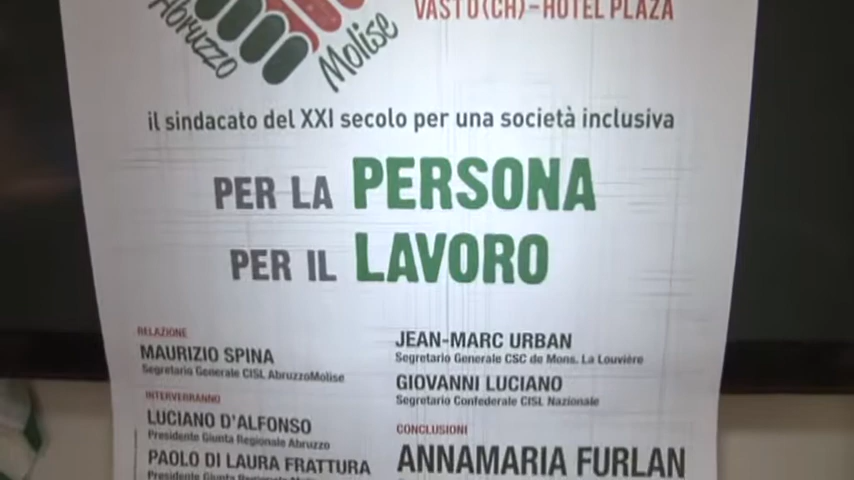 VASTO (CH) - HOTEL PLAZA
Abruzzo
Molise
il sindacato del XXI secolo per una società inclusiva
PER LA PERSONA
PER IL LAVORO
RELAZIONE
MAURIZIO SPINA
Segretario Generale CISL AbruzzoMolise
INTERVERRANNO
LUCIANO D'ALFONSO
Presidente Giunta Regionale Abruzzo
PAOLO DI LAURA FRATTURA
Presidente Giunta
JEAN-MARC URBAN
Segretario Generale CSC de Mons. La Louvière
GIOVANNI LUCIANO
Segretario Confederale CISL Nazionale
CONCLUSIONI
ANNAMARIA FURLAN